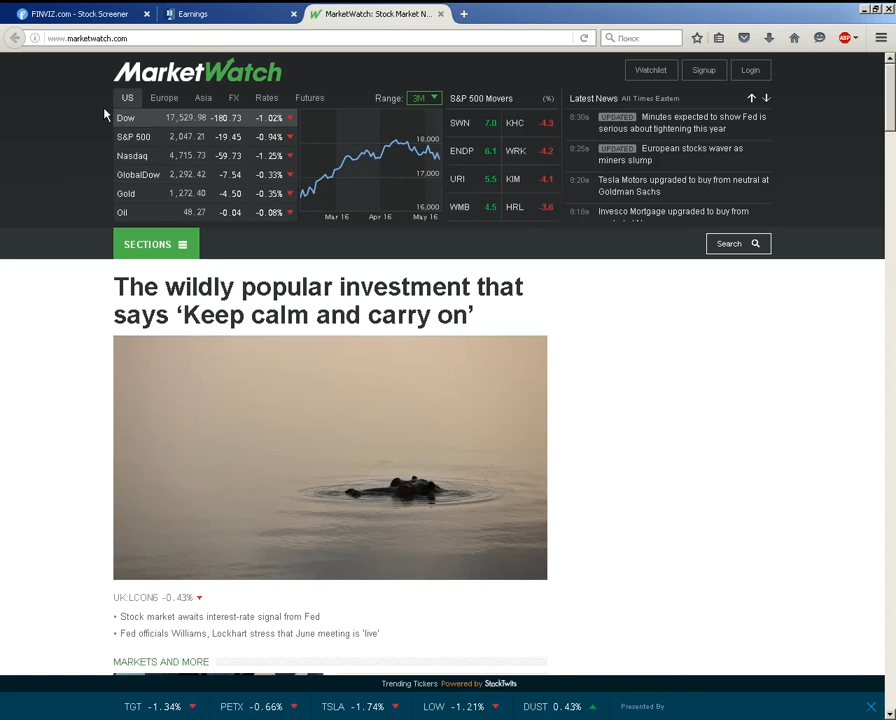 FINVIZ.com - Stock Screener
Earnings
MarketWatch: Stock Market N...
www.marketwatch.com
Поиск
ABP
MarketWatch
Watchlist
Signup
Login
US Europe Asia FX Rates Futures
Range: 3M
S&P 500 Movers (%)
Latest News All Times Eastern
Dow 17,529.98 -180.73 -1.02%
S&P 500 2,047.21 -19.45 -0.94%
Nasdaq 4,715.73 -59.73 -1.25%
GlobalDow 2,292.42 -7.54 -0.33%
Gold 1,272.40 -4.50 -0.35%
Oil 48.27 -0.04 -0.08%
18,000
17,000
16,000
Mar 16 Apr 16 May 16
SWN 7.0 KHC -4.3
ENDP 6.1 WRK -4.2
URI 5.5 KIM -4.1
WMB 4.5 HRL -3.6
8:30a UPDATED Minutes expected to show Fed is
serious about tightening this year
8:25a UPDATED European stocks waver as
miners slump
8:20a Tesla Motors upgraded to buy from neutral at
Goldman Sachs
8:18a Invesco Mortgage upgraded to buy from
SECTIONS
Search
The wildly popular investment that
says ‘Keep calm and carry on’
UK:LCON6 -0.43%
• Stock market awaits interest-rate signal from Fed
• Fed officials Williams, Lockhart stress that June meeting is 'live'
MARKETS AND MORE
Trending Tickers Powered by StockTwits
TGT -1.34% PETX -0.66% TSLA -1.74% LOW -1.21% DUST 0.43% Presented By